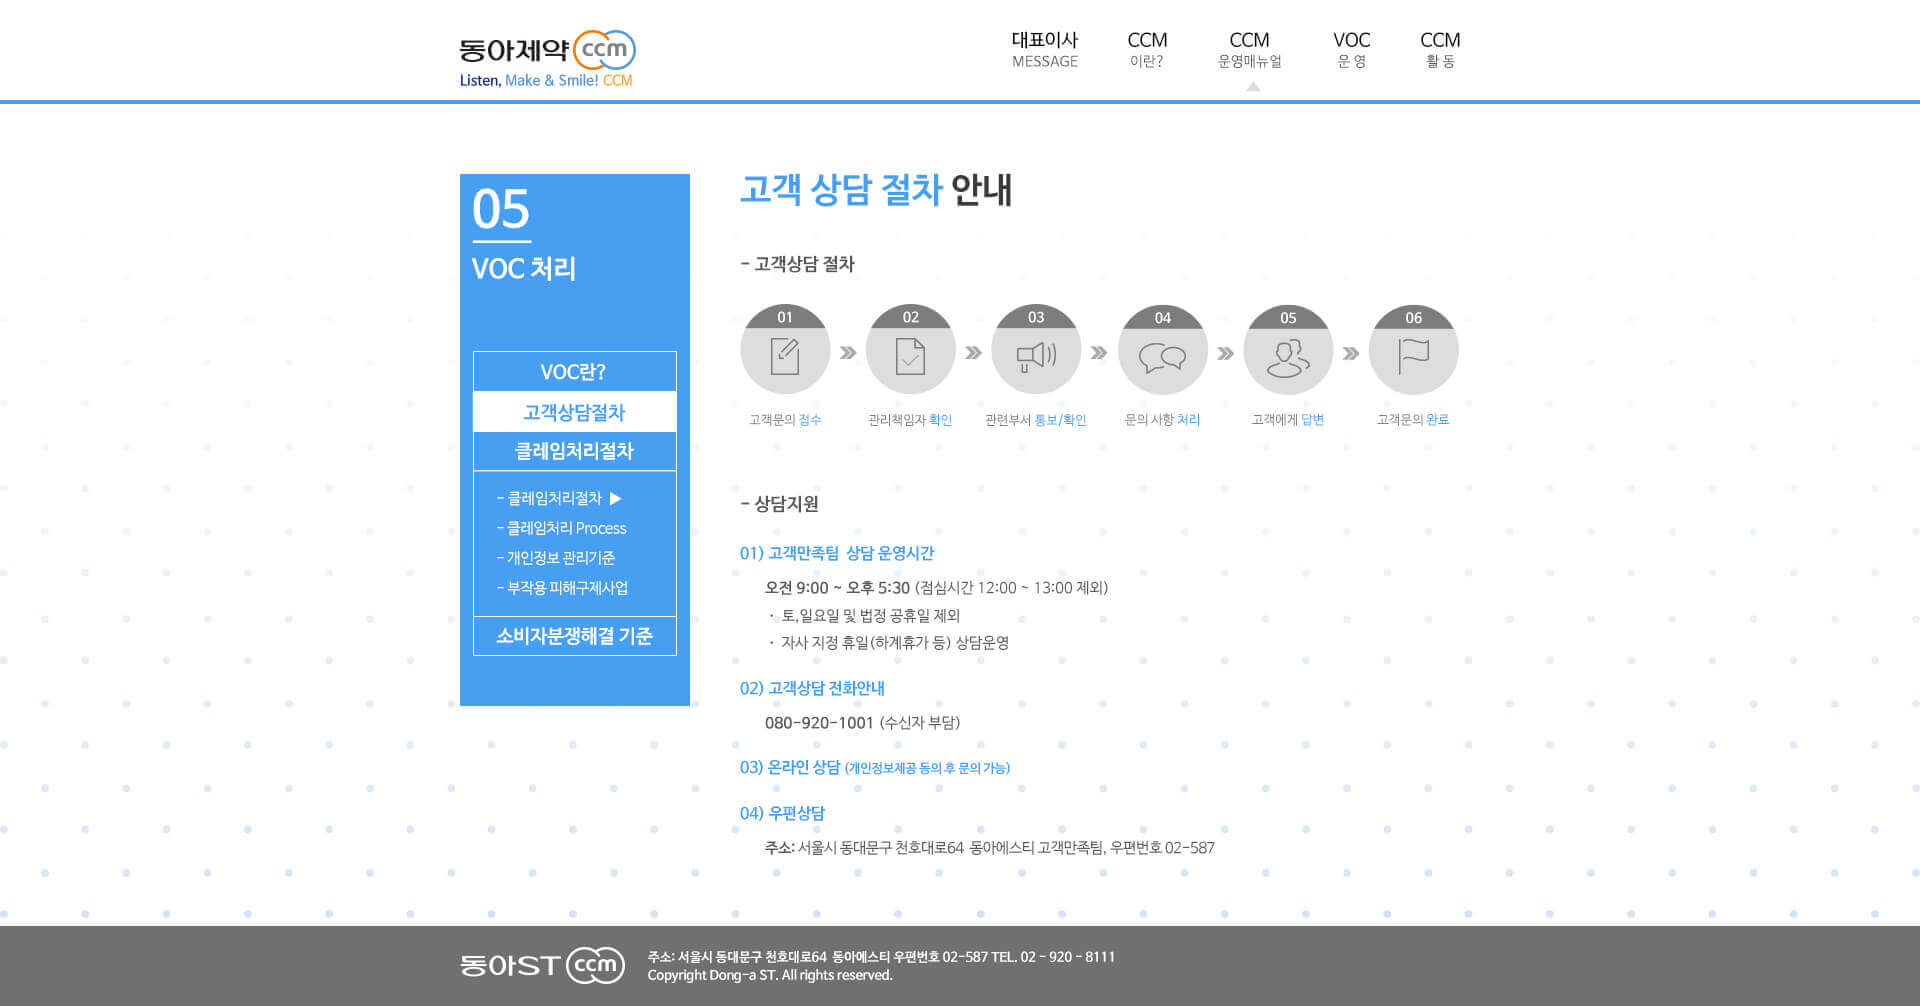 동아제약 ccm
Listen, Make & Smile! CCM
대표이사
MESSAGE
CCM
이란?
CCM
운영매뉴얼
VOC
운 영
CCM
활 동
05
VOC 처리
VOC란?
고객상담절차
클레임처리절차
- 클레임처리절차 ▶
- 클레임처리 Process
- 개인정보 관리기준
- 부작용 피해구제사업
소비자분쟁해결 기준
고객 상담 절차 안내
- 고객상담 절차
01
02
03
04
05
06
고객문의 접수
관리책임자 확인
관련부서 통보/확인
문의 사항 처리
고객에게 답변
고객문의 완료
- 상담지원
01) 고객만족팀 상담 운영시간
오전 9:00 ~ 오후 5:30 (점심시간 12:00 ~ 13:00 제외)
· 토,일요일 및 법정 공휴일 제외
· 자사 지정 휴일(하계휴가 등) 상담운영
02) 고객상담 전화안내
080-920-1001 (수신자 부담)
03) 온라인 상담 (개인정보제공 동의 후 문의 가능)
04) 우편상담
주소: 서울시 동대문구 천호대로64 동아에스티 고객만족팀, 우편번호 02-587
동아ST ccm
주소: 서울시 동대문구 천호대로64 동아에스티 우편번호 02-587 TEL. 02 - 920 - 8111
Copyright Dong-a ST. All rights reserved.